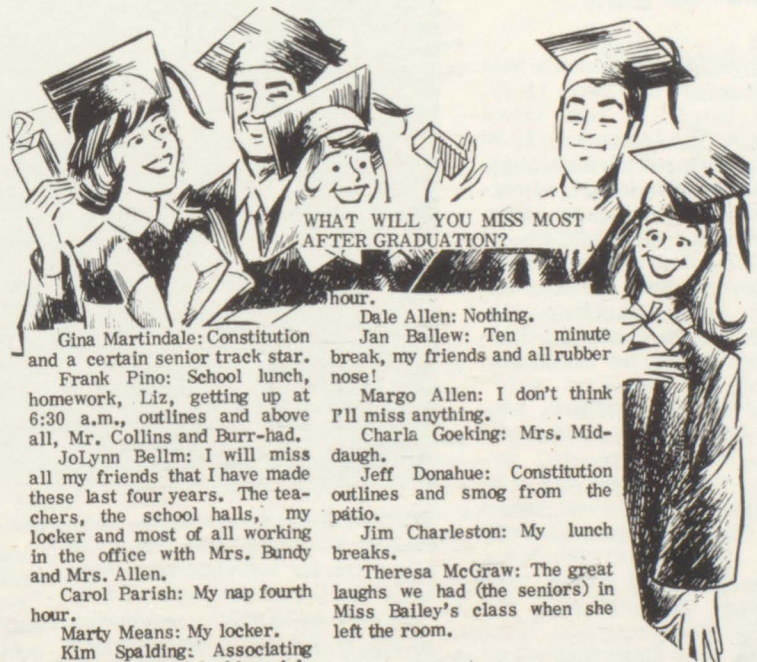 WHAT WILL YOU MISS MOST
AFTER GRADUATION?
Gina Martindale: Constitution
and a certain senior track star.
Frank Pino: School lunch,
homework, Liz, getting up at
6:30 a.m., outlines and above
all, Mr. Collins and Burr-had.
JoLynn Bellm: I will miss
all my friends that I have made
these last four years. The tea-
chers, the school halls, my
locker and most of all working
in the office with Mrs. Bundy
and Mrs. Allen.
Carol Parish: My nap fourth
hour.
Marty Means: My locker.
Kim Spalding: Associating
hour.
Dale Allen: Nothing.
Jan Ballew: Ten minute
break, my friends and all rubber
nose!
Margo Allen: I don't think
I'll miss anything.
Charla Goeking: Mrs. Mid-
daugh.
Jeff Donahue: Constitution
outlines and smog from the
patio.
Jim Charleston: My lunch
breaks.
Theresa McGraw: The great
laughs we had (the seniors) in
Miss Bailey's class when she
left the room.